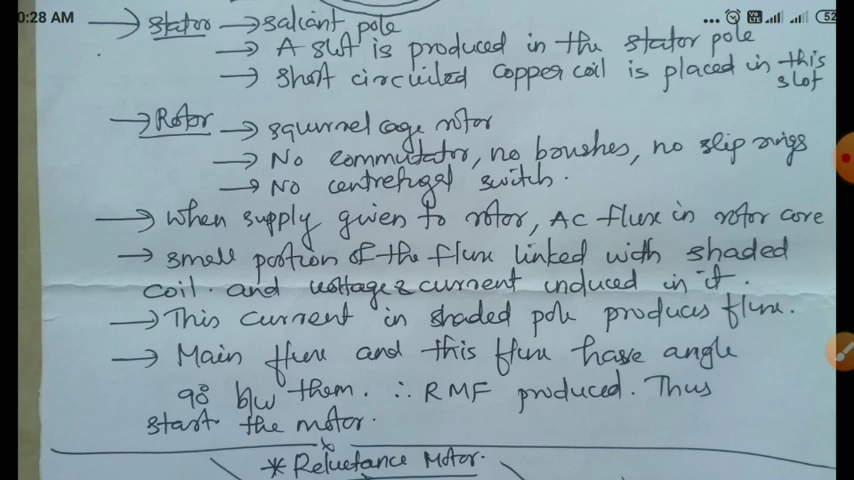 0:28 AM ... 52
→ Stator → saliant pole
→ A slot is produced in the stator pole
→ short circuited copper coil is placed in this slot
→ Rotor → squirrel cage rotor
→ No commutator, no brushes, no slip rings
→ No centrefugal switch.
→ when supply given to rotor, AC flux in rotor core
→ small portion of the flux linked with shaded
coil. and voltage & current induced in it.
→ This current in shaded pole produces flux.
→ Main flux and this flux have angle
90° b/w them. ∴ RMF produced. Thus
start the motor.
* Reluctance Motor.